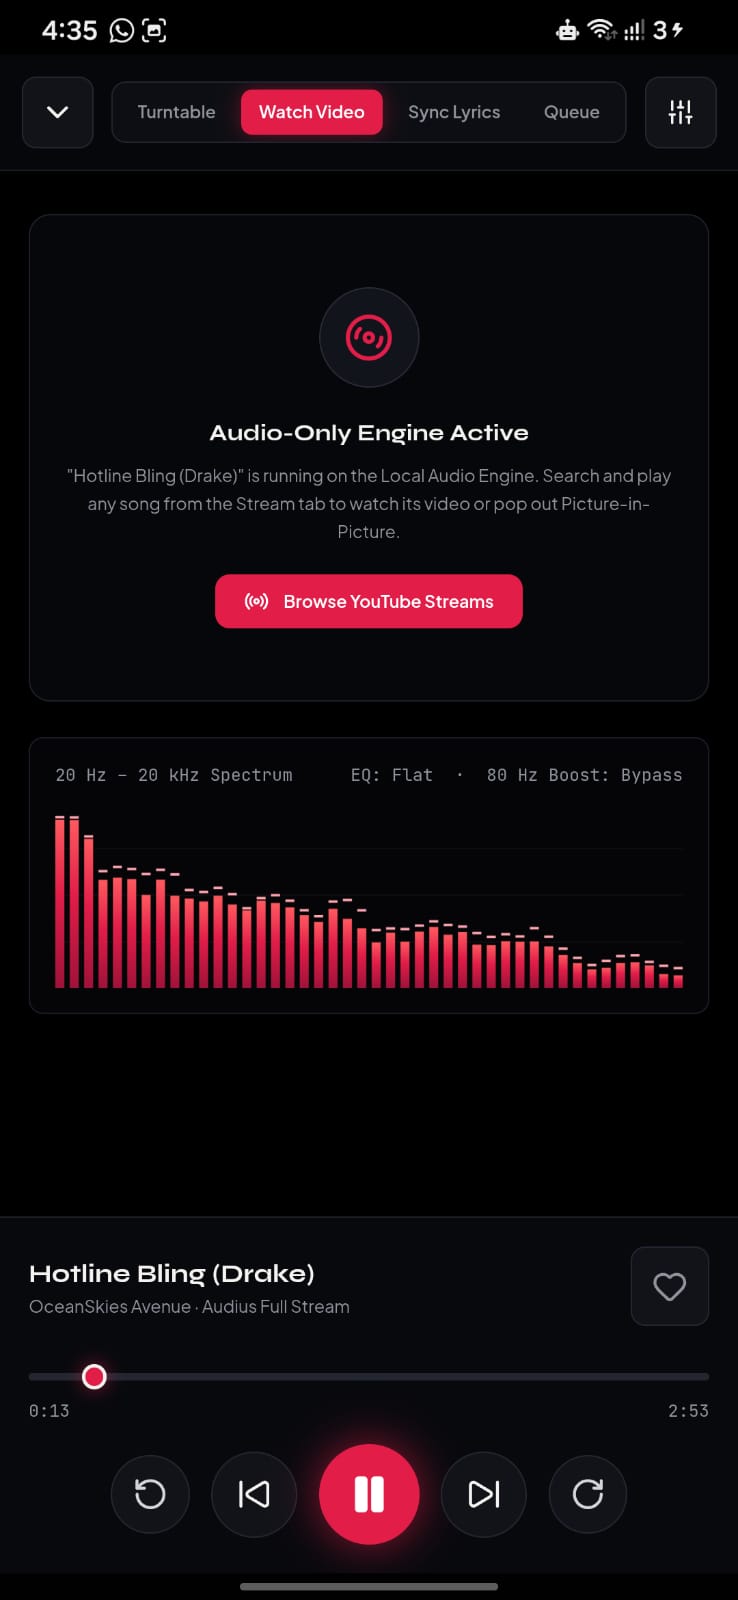 4:35
3
Turntable
Watch Video
Sync Lyrics
Queue
Audio-Only Engine Active
"Hotline Bling (Drake)" is running on the Local Audio Engine. Search and play
any song from the Stream tab to watch its video or pop out Picture-in-
Picture.
Browse YouTube Streams
20 Hz – 20 kHz Spectrum
EQ: Flat · 80 Hz Boost: Bypass
Hotline Bling (Drake)
OceanSkies Avenue · Audius Full Stream
0:13
2:53